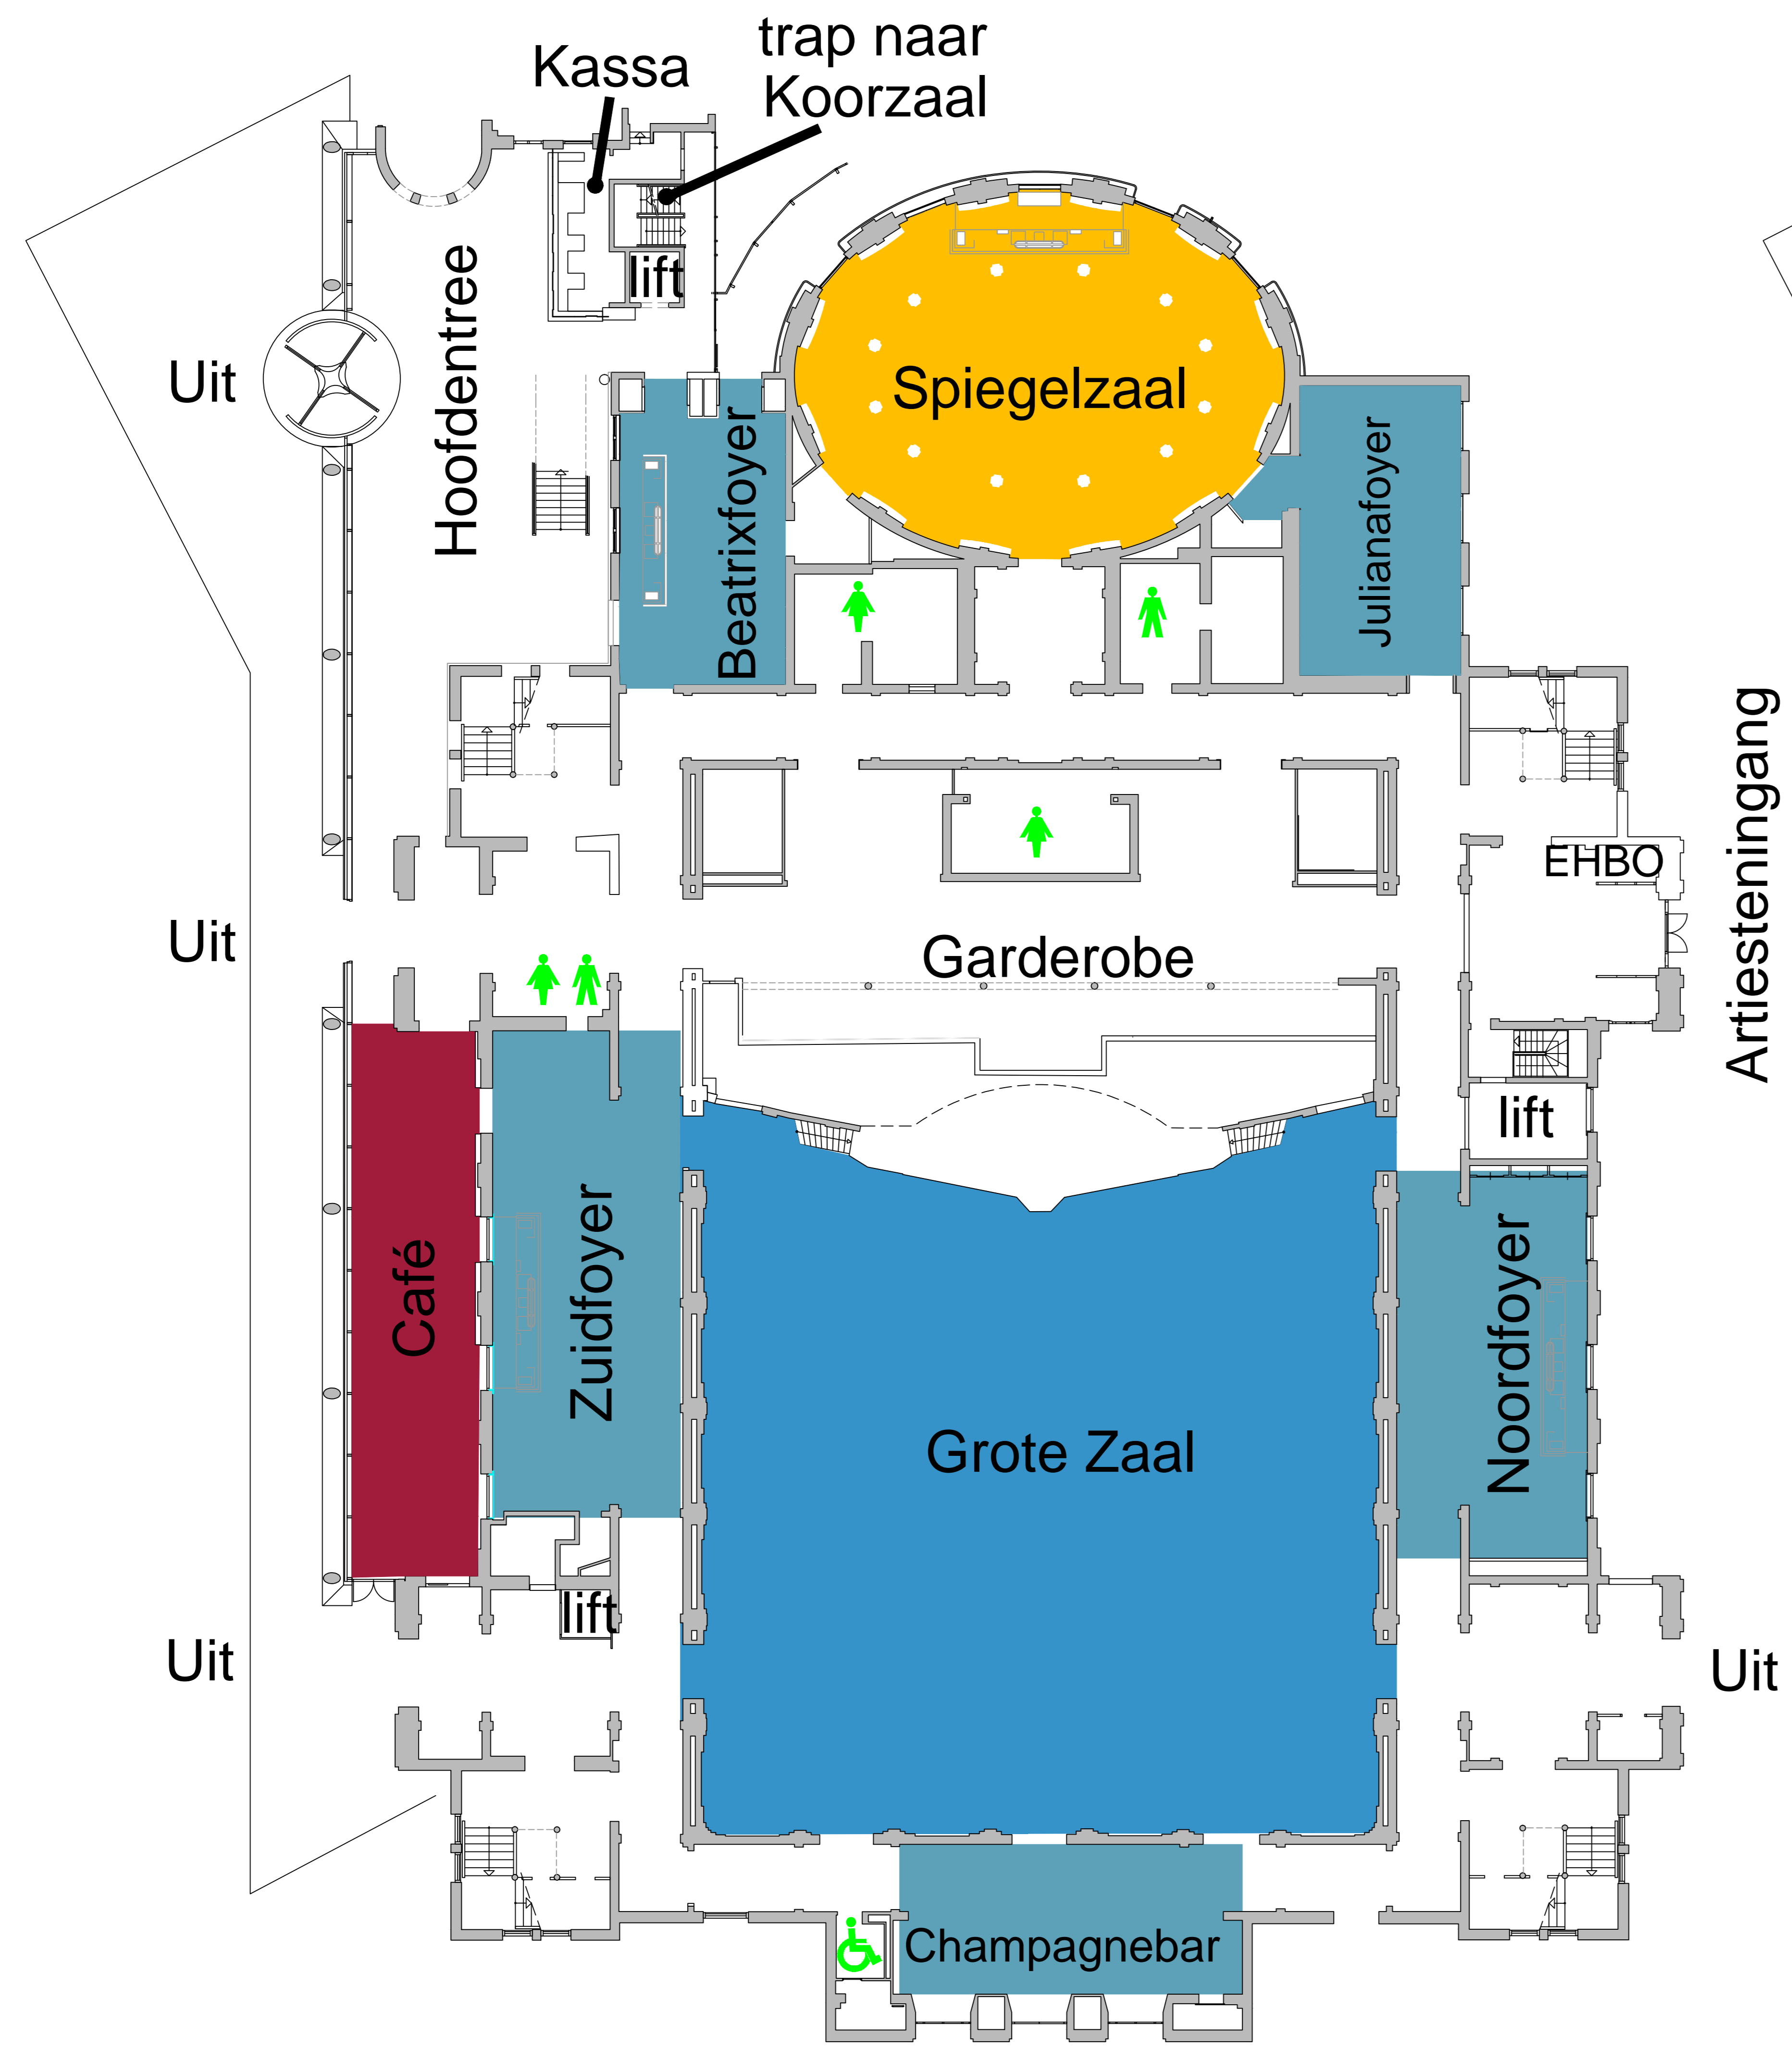 trap naar
Koorzaal
Kassa
lift
Hoofdentree
Uit
Spiegelzaal
Beatrixfoyer
Julianafoyer
EHBO
Artiesteningang
Uit
Garderobe
lift
Café
Zuidfoyer
Grote Zaal
Noordfoyer
lift
Uit
Uit
Champagnebar